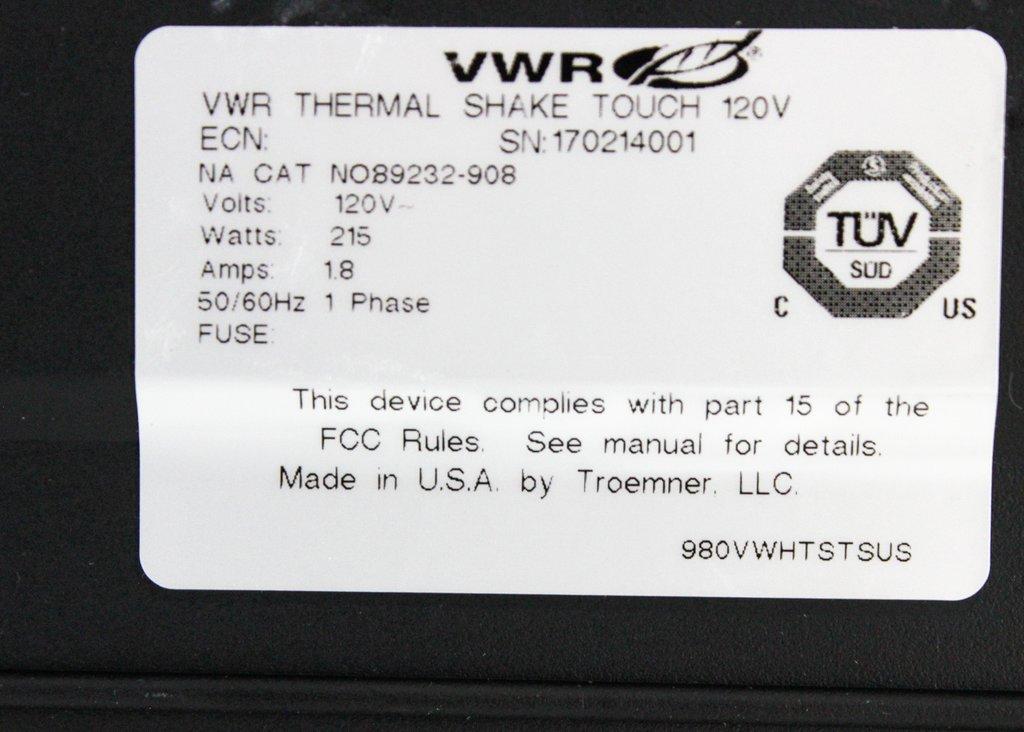 VWR ®
VWR THERMAL SHAKE TOUCH 120V
ECN: SN: 170214001
NA CAT NO89232-908
Volts: 120V~
Watts: 215
Amps: 1.8
50/60Hz 1 Phase
FUSE:
TÜV
SÜD
C US
This device complies with part 15 of the
FCC Rules. See manual for details.
Made in U.S.A. by Troemner, LLC.
980VWHTSTSUS